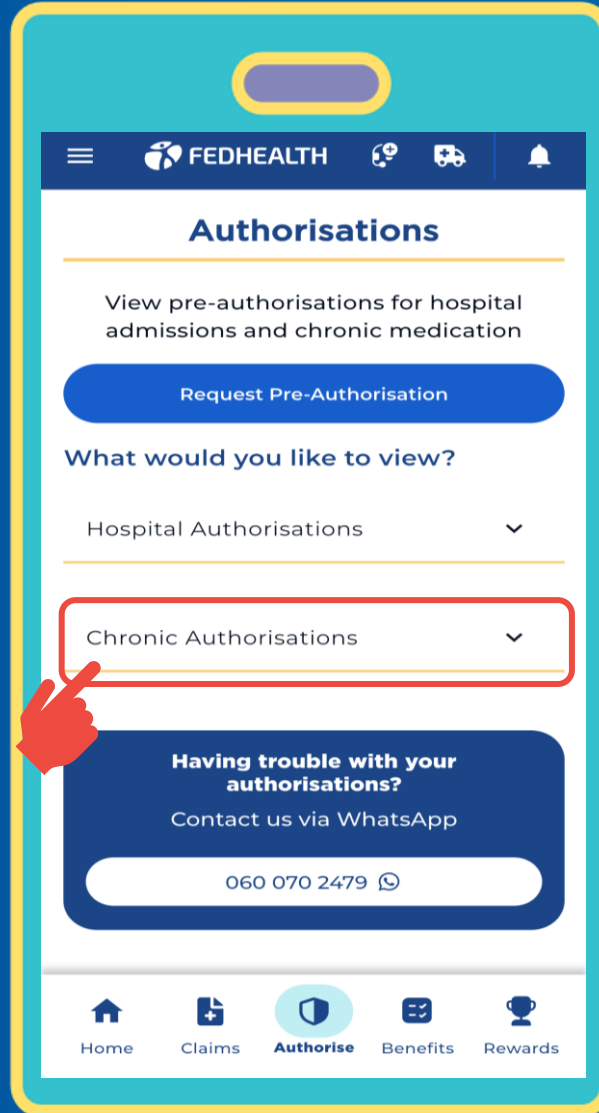 FEDHEALTH
Authorisations
View pre-authorisations for hospital
admissions and chronic medication
Request Pre-Authorisation
What would you like to view?
Hospital Authorisations
Chronic Authorisations
Having trouble with your
authorisations?
Contact us via WhatsApp
060 070 2479
Home Claims Authorise Benefits Rewards